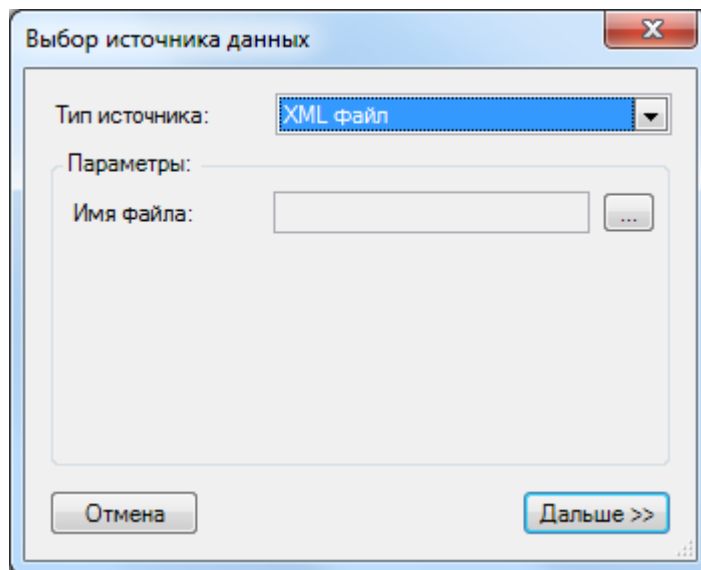 Выбор источника данных
Тип источника: XML файл
Параметры:
Имя файла: ...
Отмена Дальше >>